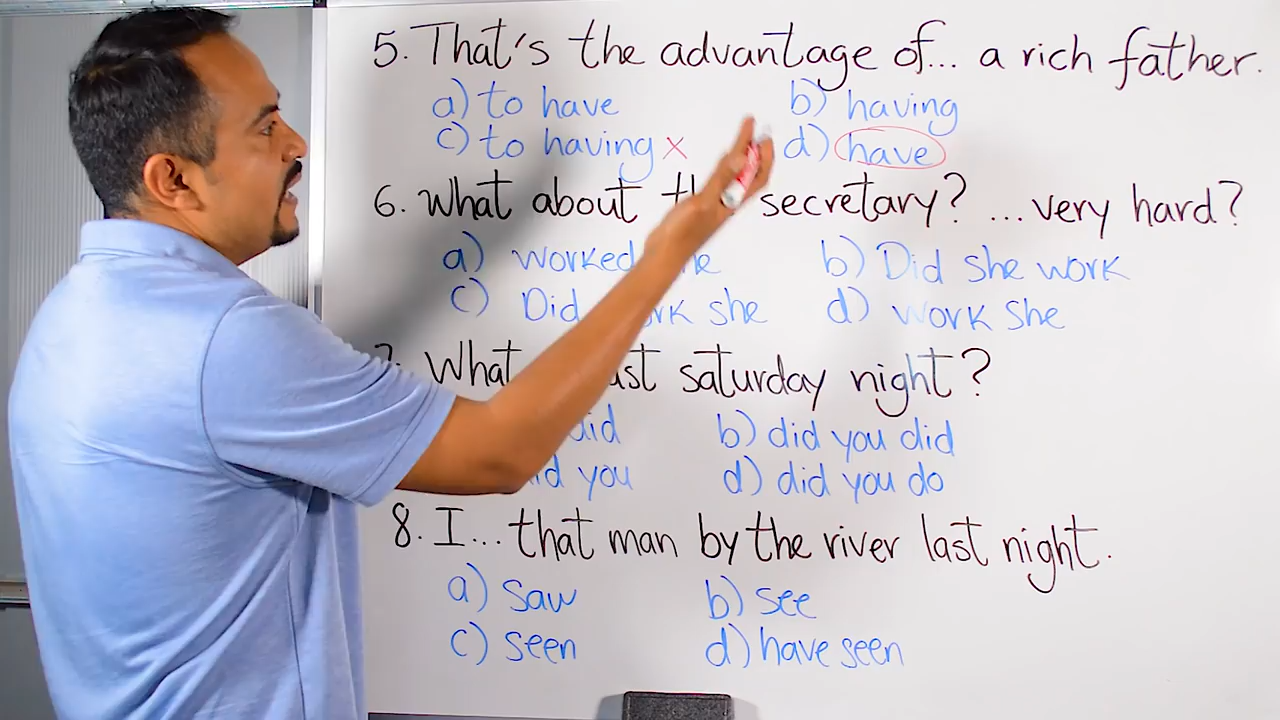 5. That's the advantage of... a rich father.
a) to have b) having
c) to having x d) have
6. What about secretary? ...very hard?
a) worked b) Did she work
c) Did she d) work she
What saturday night?
did b) did you did
you d) did you do
8. I... that man by the river last night.
a) saw b) see
c) seen d) have seen